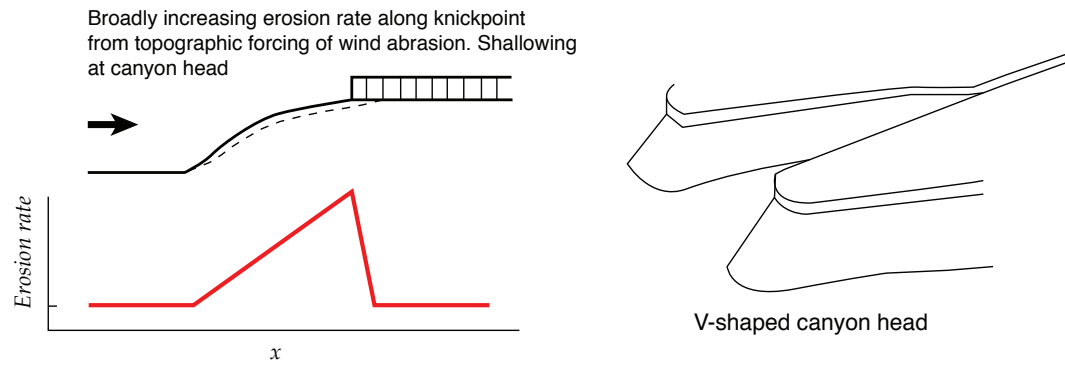 Broadly increasing erosion rate along knickpoint
from topographic forcing of wind abrasion. Shallowing
at canyon head
Erosion rate
x
V-shaped canyon head